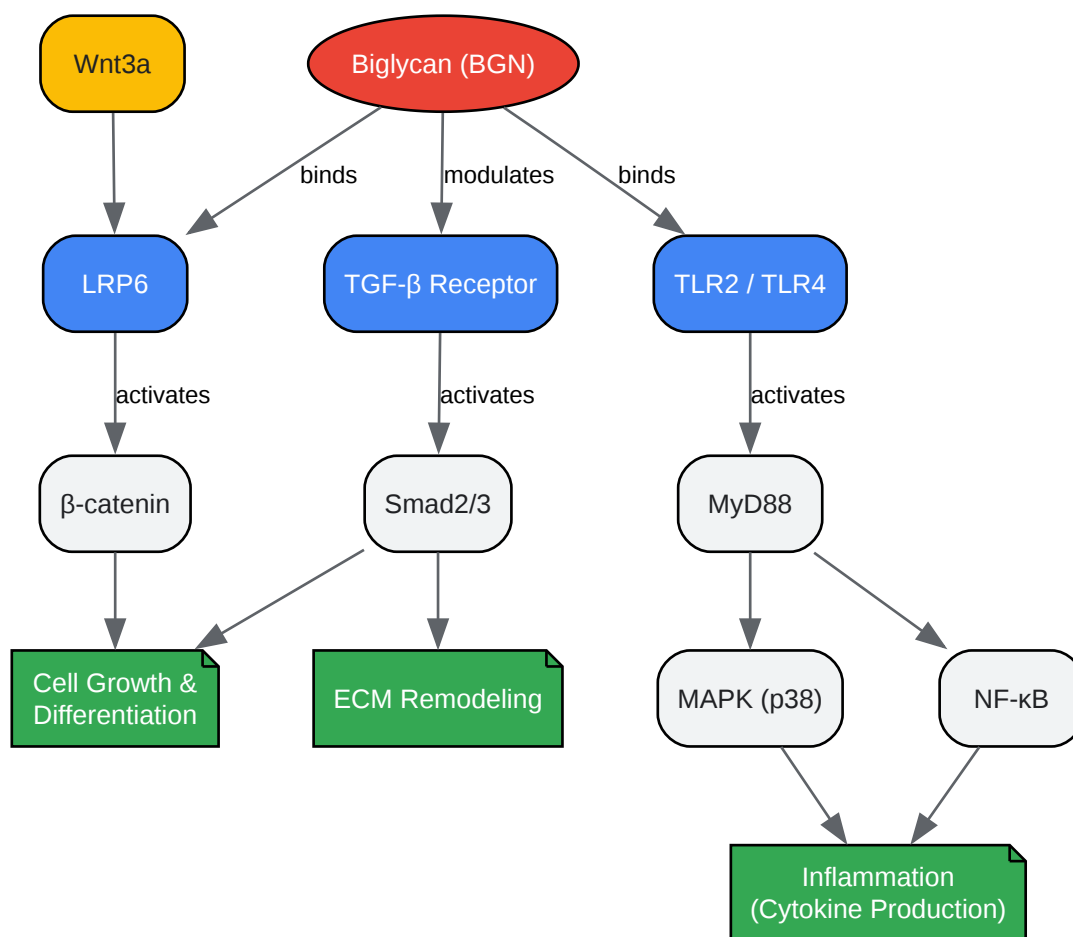 Wnt3a
Biglycan (BGN)
binds
modulates
binds
LRP6
TGF-β Receptor
TLR2 / TLR4
activates
activates
activates
β-catenin
Smad2/3
MyD88
Cell Growth &
Differentiation
ECM Remodeling
MAPK (p38)
NF-κB
Inflammation
(Cytokine Production)